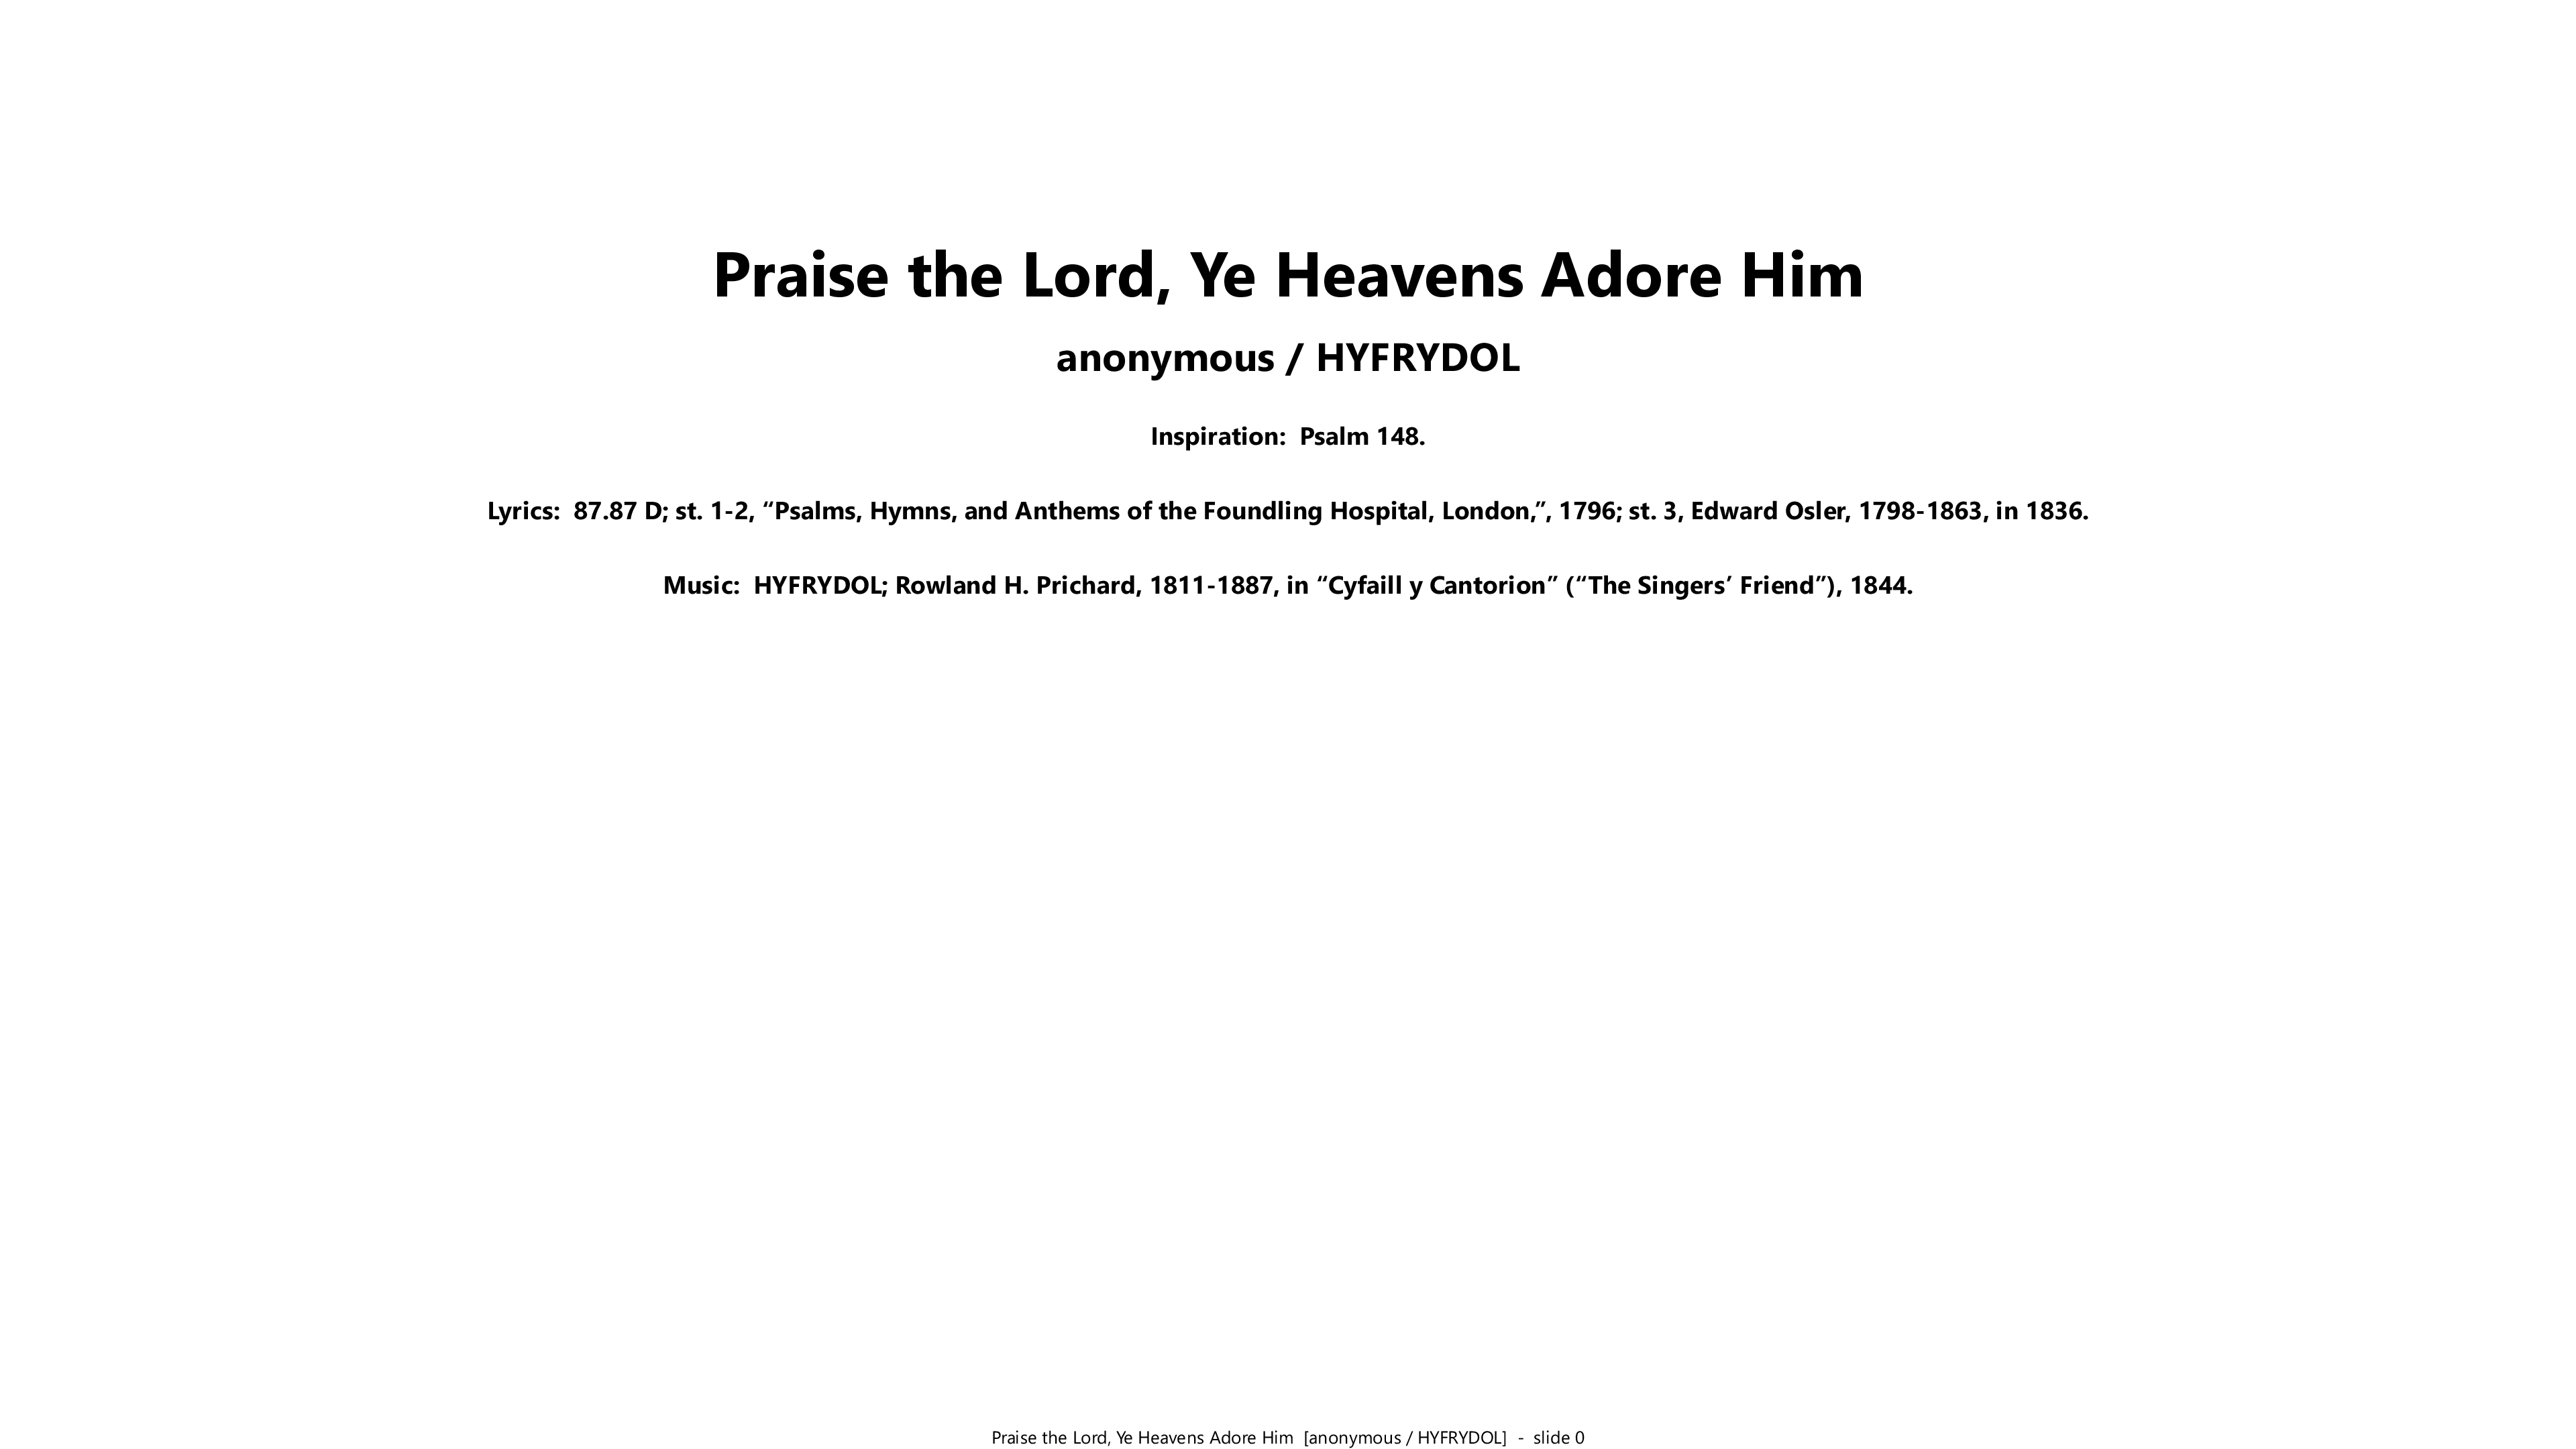 Praise the Lord, Ye Heavens Adore Him
anonymous / HYFRYDOL
Inspiration:  Psalm 148.
Lyrics:  87.87 D; st. 1-2, “Psalms, Hymns, and Anthems of the Foundling Hospital, London,”, 1796; st. 3, Edward Osler, 1798-1863, in 1836.
Music:  HYFRYDOL; Rowland H. Prichard, 1811-1887, in “Cyfaill y Cantorion” (“The Singers’ Friend”), 1844.
Praise the Lord, Ye Heavens Adore Him  [anonymous / HYFRYDOL]  -  slide 0